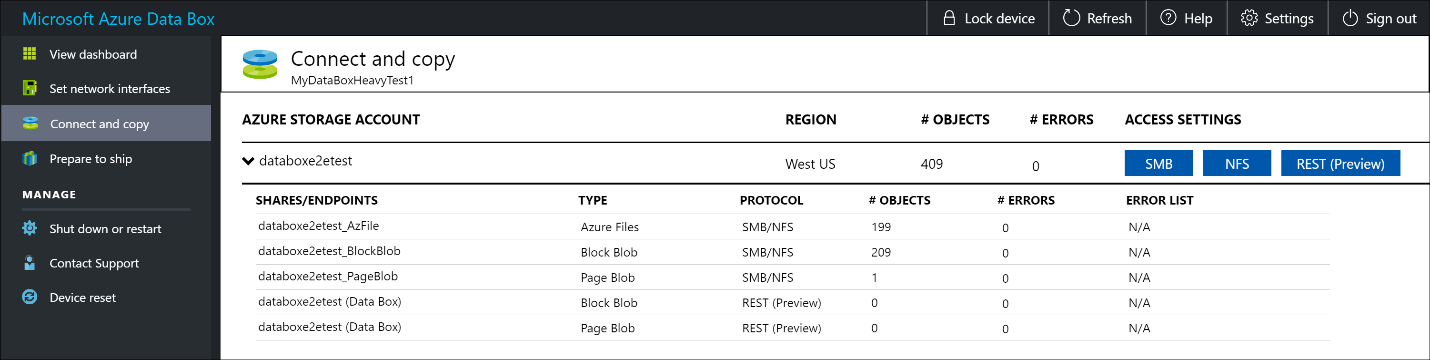 Microsoft Azure Data Box Lock device Refresh Help Settings Sign out
View dashboard
Set network interfaces
Connect and copy
Prepare to ship
MANAGE
Shut down or restart
Contact Support
Device reset
Connect and copy
MyDataBoxHeavyTest1
AZURE STORAGE ACCOUNT REGION # OBJECTS # ERRORS ACCESS SETTINGS
databoxe2etest West US 409 0 SMB NFS REST (Preview)
SHARES/ENDPOINTS TYPE PROTOCOL # OBJECTS # ERRORS ERROR LIST
databoxe2etest_AzFile Azure Files SMB/NFS 199 0 N/A
databoxe2etest_BlockBlob Block Blob SMB/NFS 209 0 N/A
databoxe2etest_PageBlob Page Blob SMB/NFS 1 0 N/A
databoxe2etest (Data Box) Block Blob REST (Preview) 0 0 N/A
databoxe2etest (Data Box) Page Blob REST (Preview) 0 0 N/A